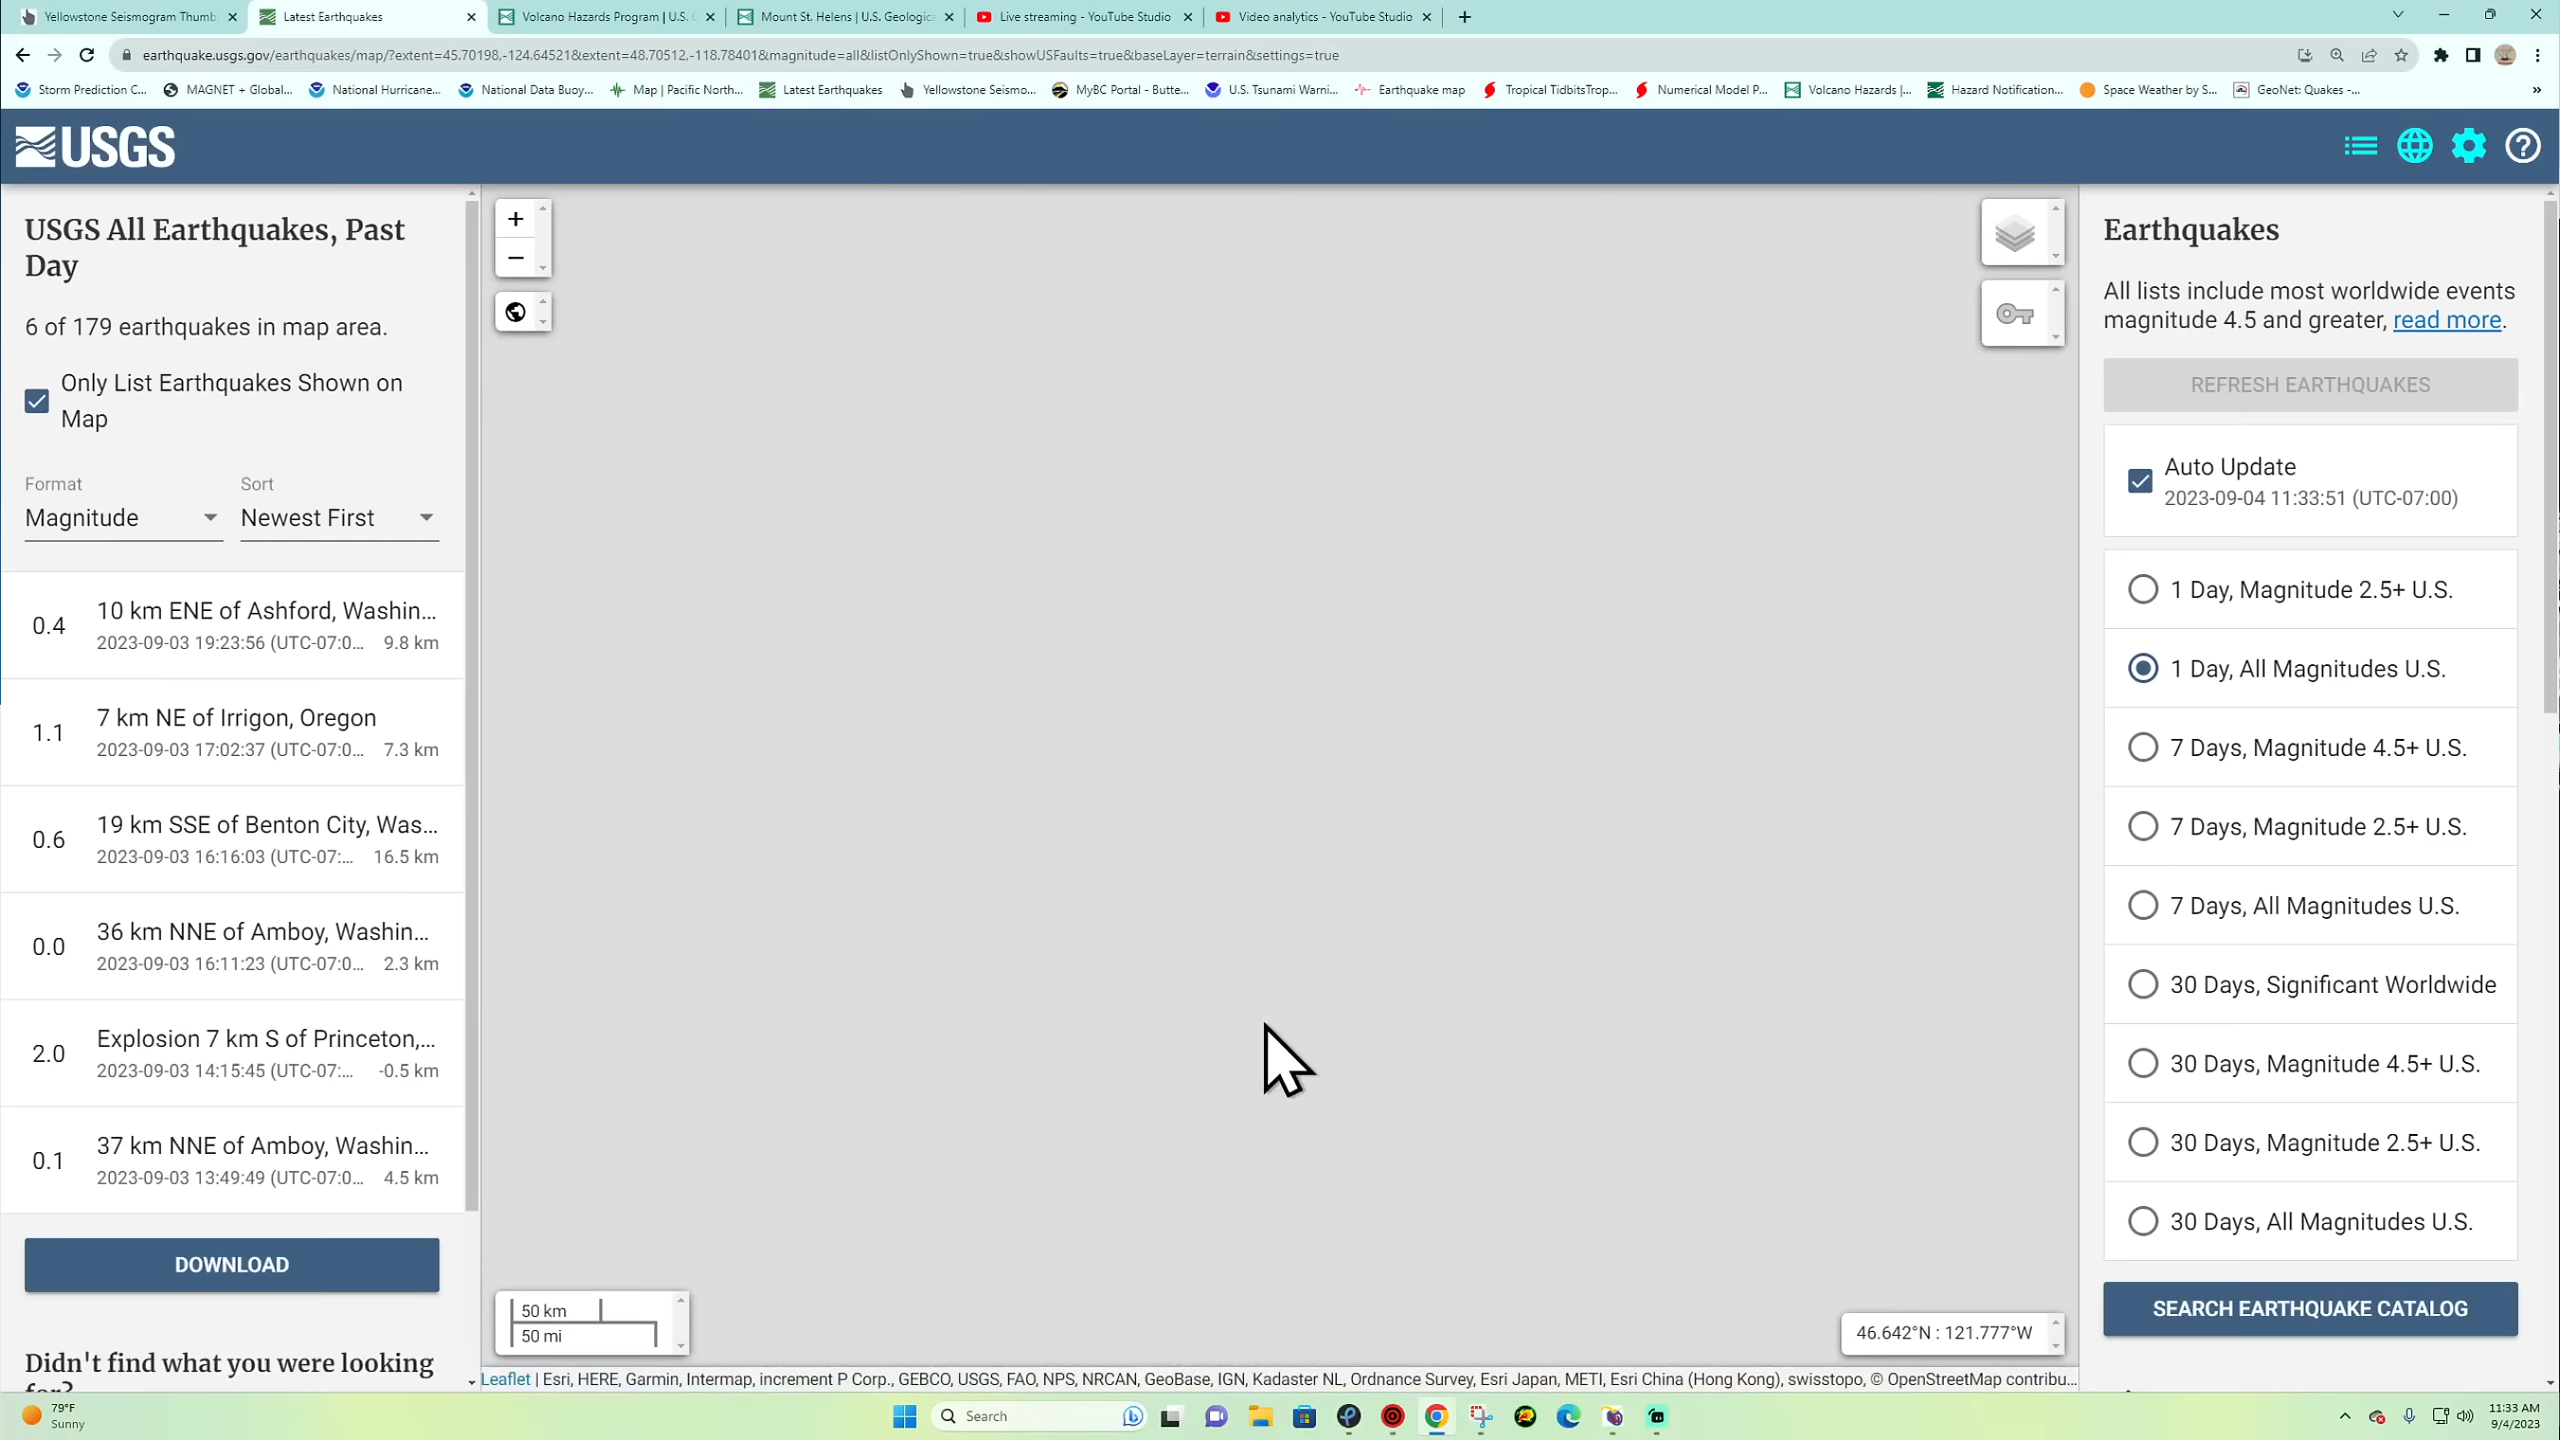 Yellowstone Seismogram Thumb
Latest Earthquakes
Volcano Hazards Program | U.S. G
Mount St. Helens | U.S. Geologica
Live streaming - YouTube Studio
Video analytics - YouTube Studio
earthquake.usgs.gov/earthquakes/map/?extent=45.70198,-124.64521&extent=48.70512,-118.78401&magnitude=all&listOnlyShown=true&showUSFaults=true&baseLayer=terrain&settings=true
Storm Prediction C...
MAGNET + Global...
National Hurricane...
National Data Buoy...
Map | Pacific North...
Latest Earthquakes
Yellowstone Seismo...
MyBC Portal - Butte...
U.S. Tsunami Warni...
Earthquake map
Tropical TidbitsTrop...
Numerical Model P...
Volcano Hazards |...
Hazard Notification...
Space Weather by S...
GeoNet: Quakes -...
»
USGS
USGS All Earthquakes, Past
Day
6 of 179 earthquakes in map area.
Only List Earthquakes Shown on
Map
Format
Sort
Magnitude
Newest First
0.4
10 km ENE of Ashford, Washin...
2023-09-03 19:23:56 (UTC-07:0... 9.8 km
1.1
7 km NE of Irrigon, Oregon
2023-09-03 17:02:37 (UTC-07:0... 7.3 km
0.6
19 km SSE of Benton City, Was...
2023-09-03 16:16:03 (UTC-07:... 16.5 km
0.0
36 km NNE of Amboy, Washin...
2023-09-03 16:11:23 (UTC-07:0... 2.3 km
2.0
Explosion 7 km S of Princeton,...
2023-09-03 14:15:45 (UTC-07:... -0.5 km
0.1
37 km NNE of Amboy, Washin...
2023-09-03 13:49:49 (UTC-07:0... 4.5 km
DOWNLOAD
Didn't find what you were looking
for?
+
−
50 km
50 mi
46.642°N : 121.777°W
Leaflet | Esri, HERE, Garmin, Intermap, increment P Corp., GEBCO, USGS, FAO, NPS, NRCAN, GeoBase, IGN, Kadaster NL, Ordnance Survey, Esri Japan, METI, Esri China (Hong Kong), swisstopo, © OpenStreetMap contribu...
Earthquakes
All lists include most worldwide events
magnitude 4.5 and greater, read more.
REFRESH EARTHQUAKES
Auto Update
2023-09-04 11:33:51 (UTC-07:00)
1 Day, Magnitude 2.5+ U.S.
1 Day, All Magnitudes U.S.
7 Days, Magnitude 4.5+ U.S.
7 Days, Magnitude 2.5+ U.S.
7 Days, All Magnitudes U.S.
30 Days, Significant Worldwide
30 Days, Magnitude 4.5+ U.S.
30 Days, Magnitude 2.5+ U.S.
30 Days, All Magnitudes U.S.
SEARCH EARTHQUAKE CATALOG
79°F
Sunny
Search
11:33 AM
9/4/2023